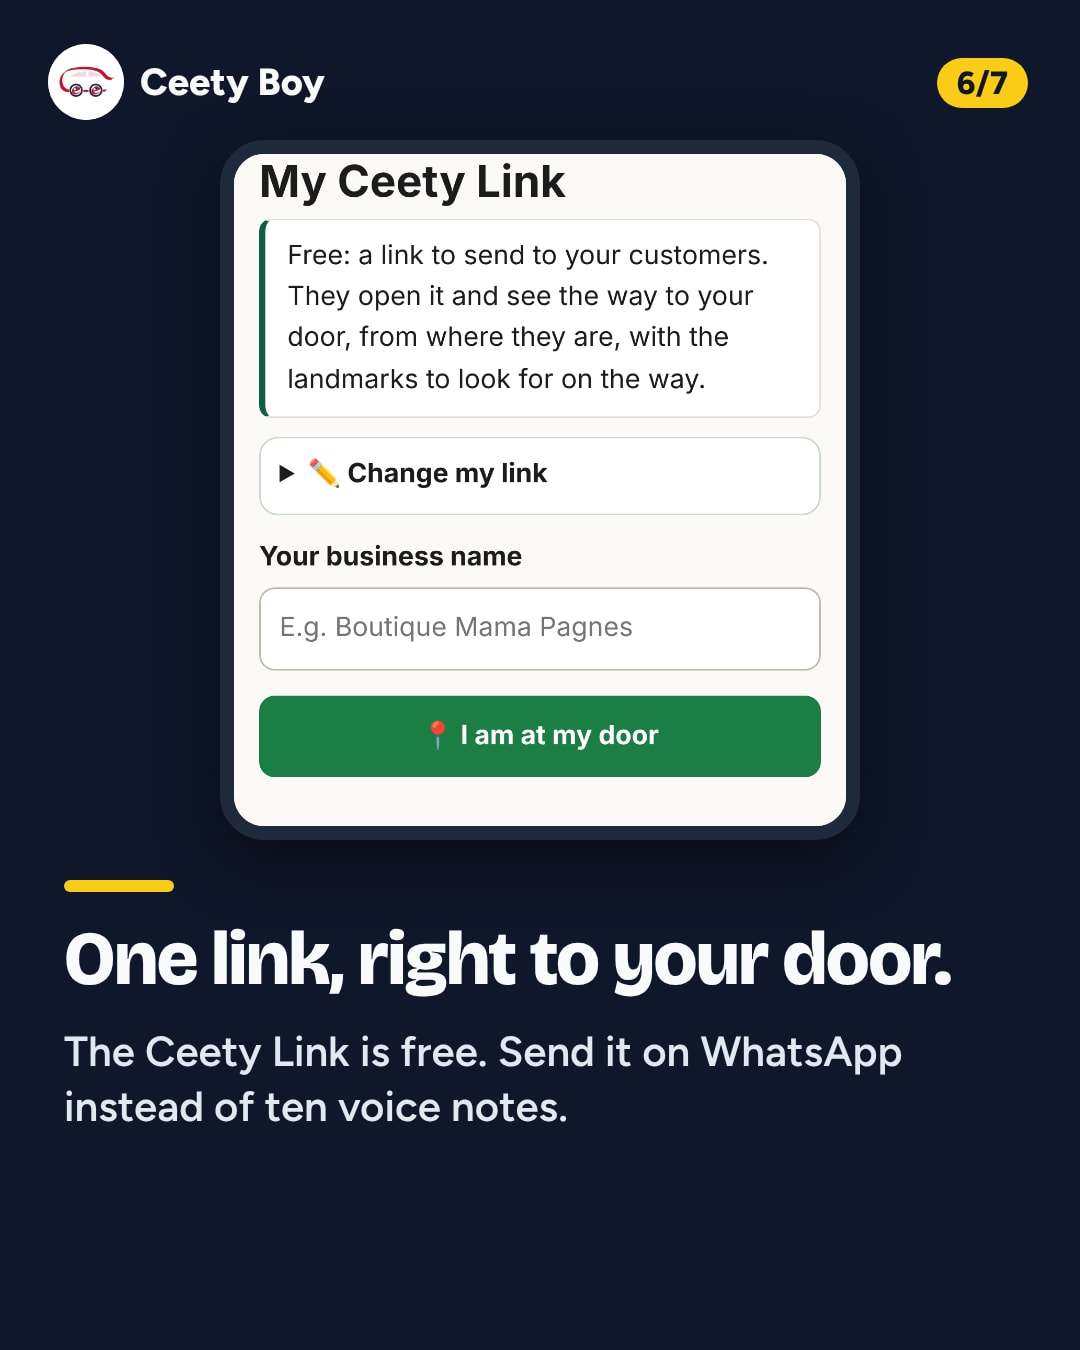 Ceety Boy
6/7
My Ceety Link
Free: a link to send to your customers.
They open it and see the way to your
door, from where they are, with the
landmarks to look for on the way.
▶ ✏️ Change my link
Your business name
E.g. Boutique Mama Pagnes
📍 I am at my door
One link, right to your door.
The Ceety Link is free. Send it on WhatsApp
instead of ten voice notes.